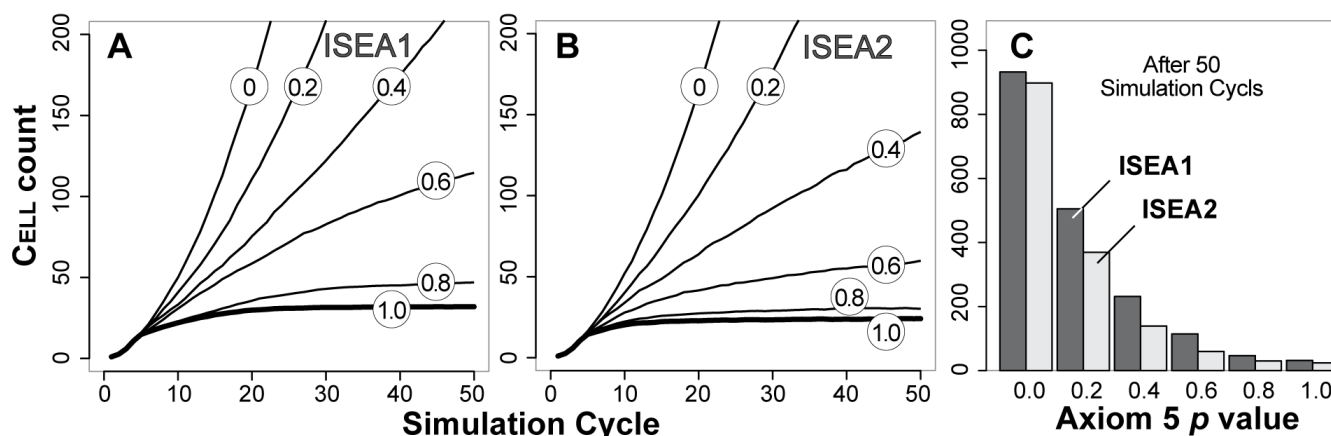 A
ISEA1
0
0.2
0.4
0.6
0.8
1.0
200
150
100
50
0
CELL count
0 10 20 30 40 50
B
ISEA2
0
0.2
0.4
0.6
0.8
1.0
200
150
100
50
0
0 10 20 30 40 50
Simulation Cycle
C
After 50
Simulation Cycls
ISEA1
ISEA2
1000
800
600
400
200
0
0.0 0.2 0.4 0.6 0.8 1.0
Axiom 5 p value